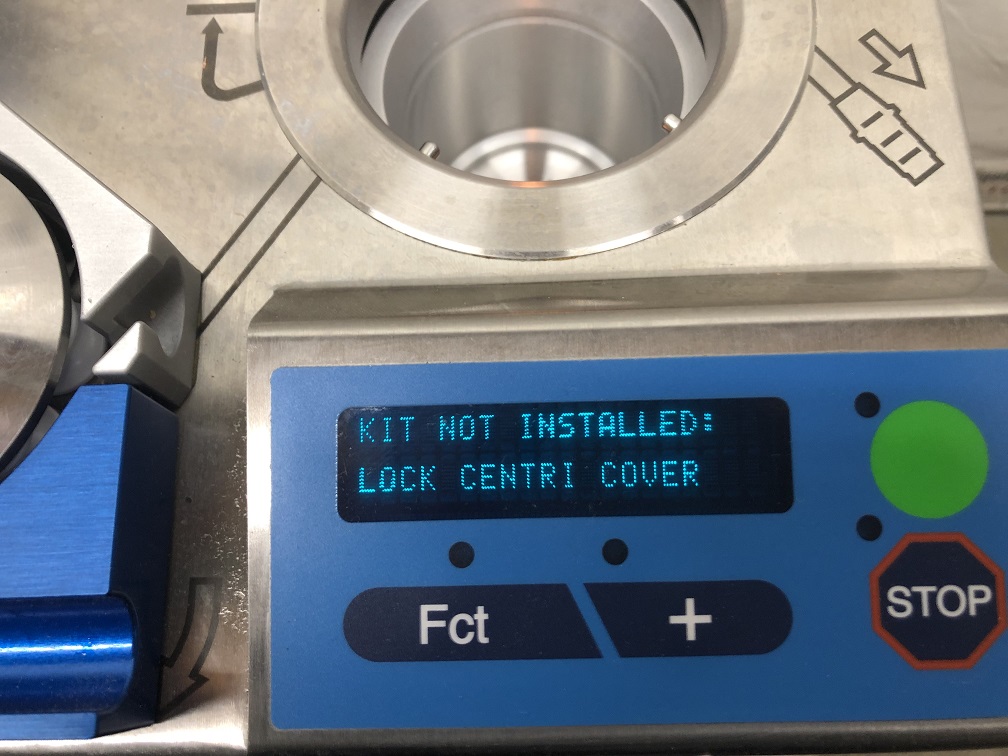 KIT NOT INSTALLED:
LOCK CENTRI COVER
Fct
+
STOP